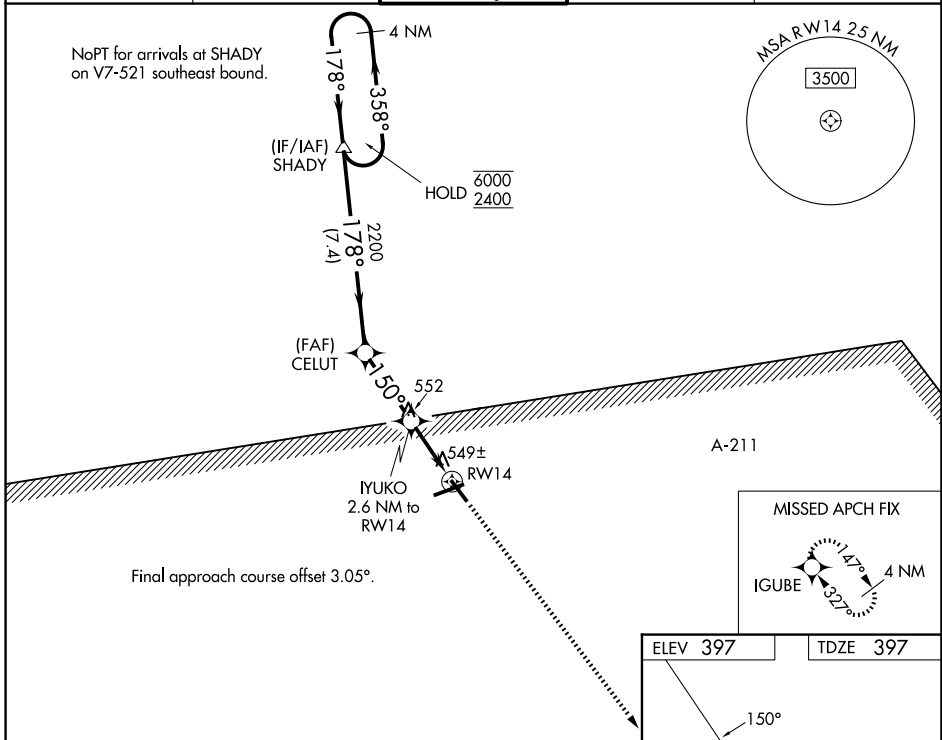 NoPT for arrivals at SHADY
on V7-521 southeast bound.
4 NM
178°
358°
(IF/IAF)
SHADY
HOLD 6000
2400
MSA RW14 25 NM
3500
2200
178°
(7.4)
(FAF)
CELUT
150°
552
549±
RW14
A-211
IYUKO
2.6 NM to
RW14
Final approach course offset 3.05°.
MISSED APCH FIX
IGUBE
147°
327°
4 NM
ELEV 397
TDZE 397
150°